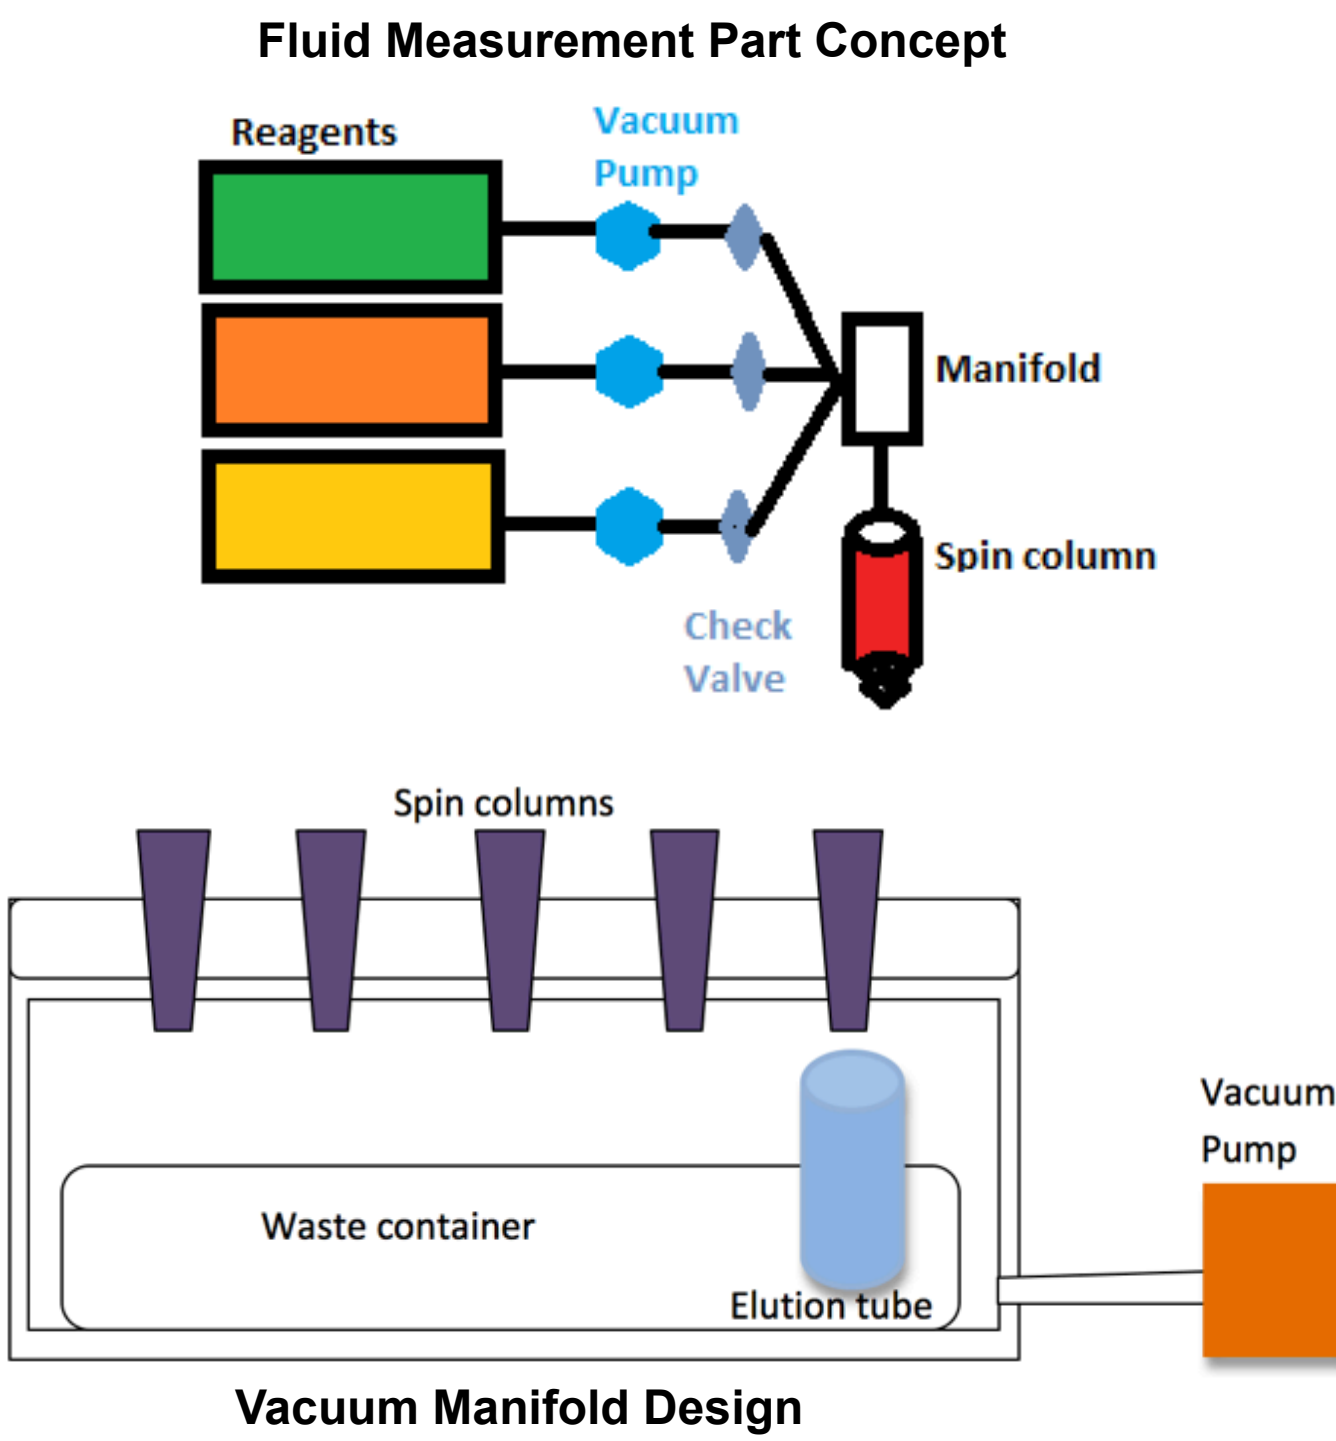 Fluid Measurement Part Concept
Reagents
Vacuum
Pump
Manifold
Spin column
Check
Valve
Spin columns
Vacuum
Pump
Waste container
Elution tube
Vacuum Manifold Design